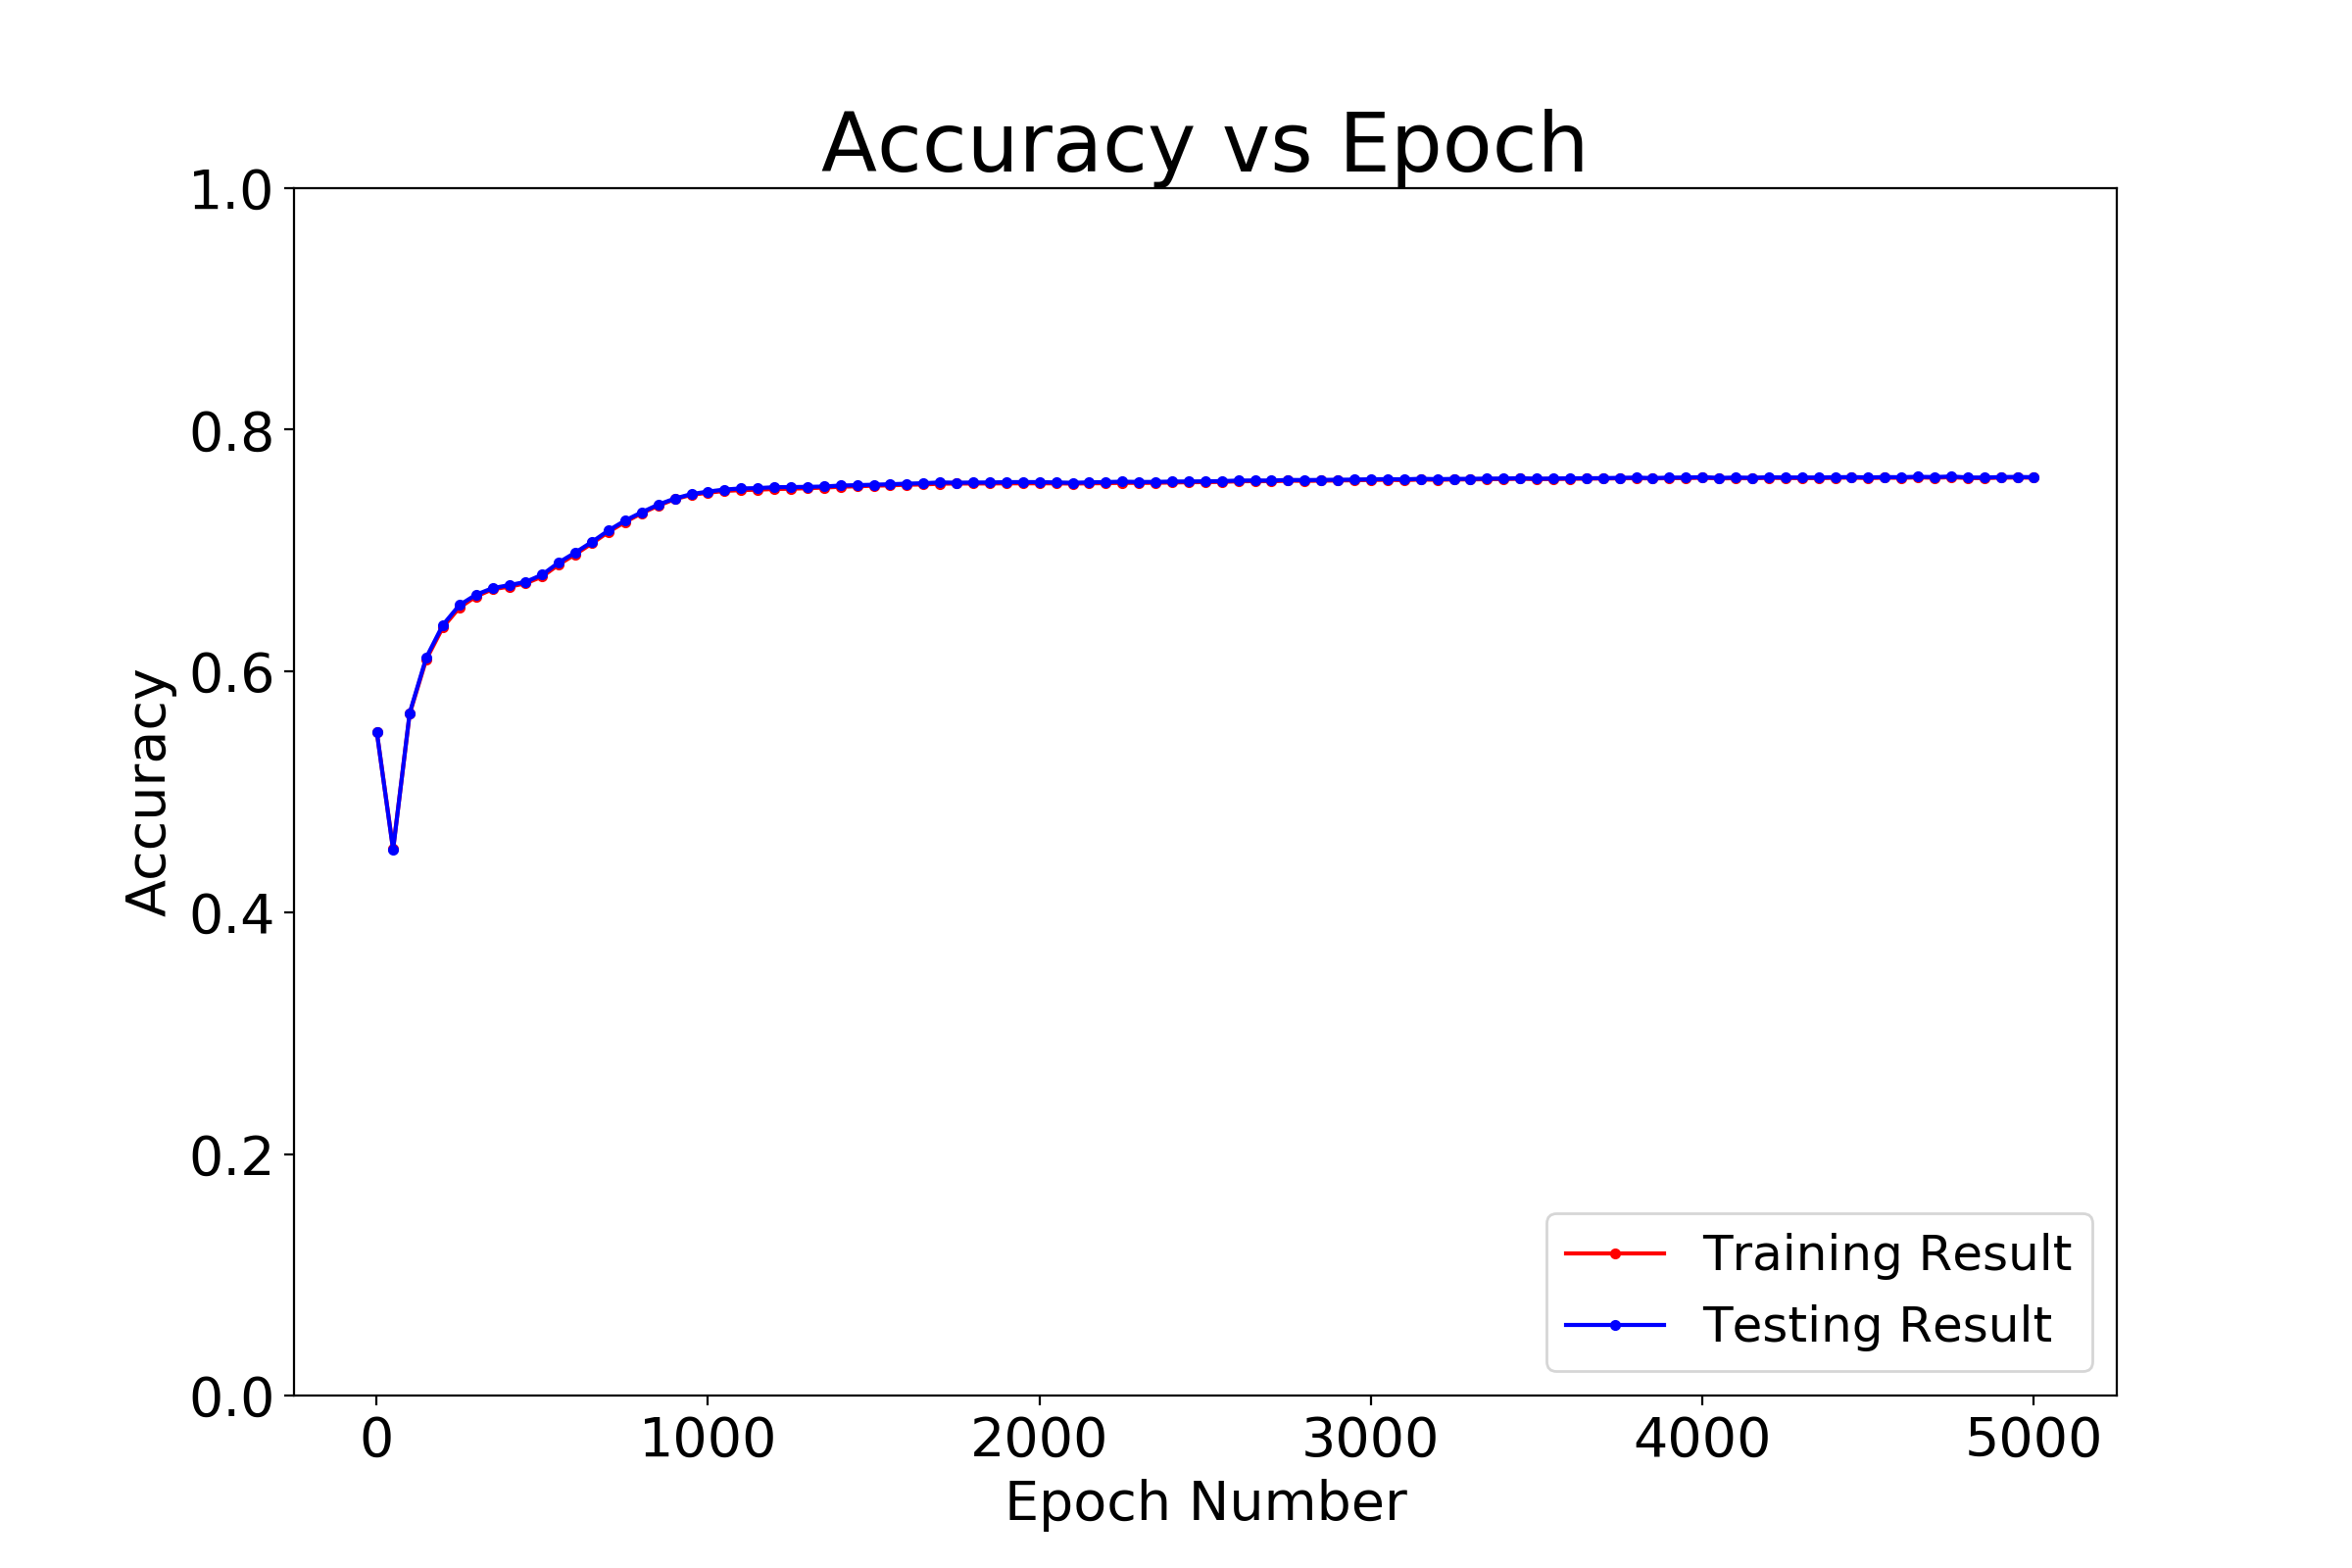 Accuracy vs Epoch
1.0
0.8
0.6
0.4
0.2
0.0
Accuracy
0 1000 2000 3000 4000 5000
Epoch Number
Training Result
Testing Result